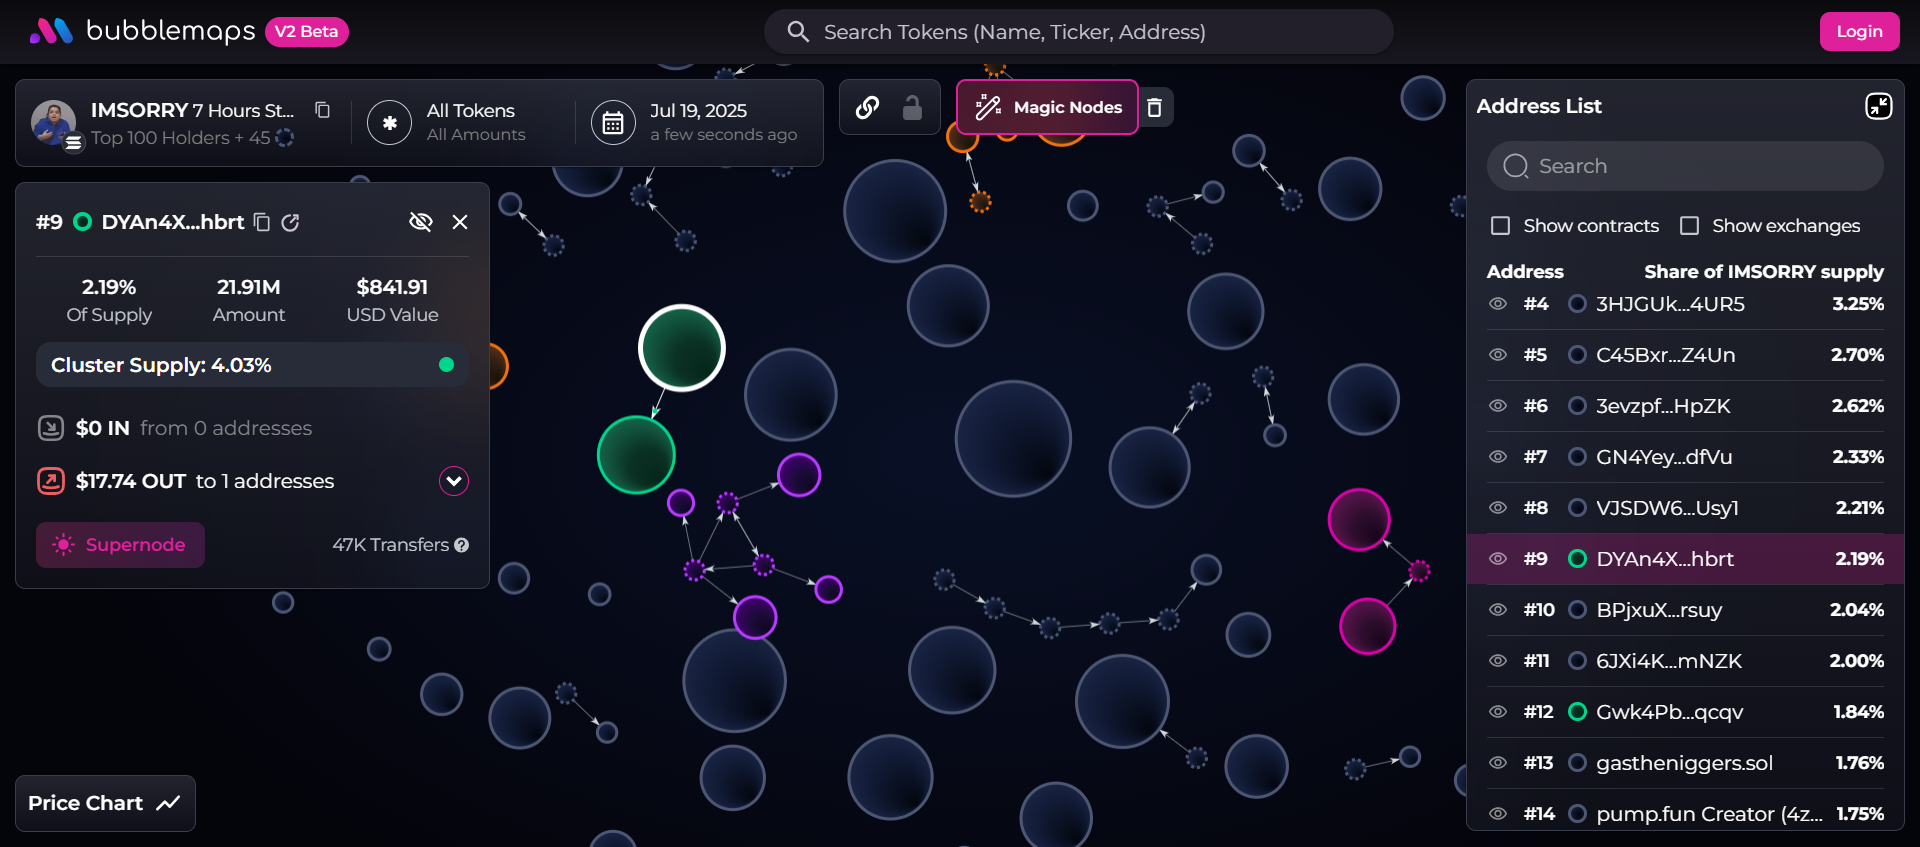 bubblemaps V2 Beta
Search Tokens (Name, Ticker, Address)
Login
IMSORRY 7 Hours St...
Top 100 Holders + 45
All Tokens
All Amounts
Jul 19, 2025
a few seconds ago
Magic Nodes
#9 DYAn4X...hbrt
2.19% 21.91M $841.91
Of Supply Amount USD Value
Cluster Supply: 4.03%
$0 IN from 0 addresses
$17.74 OUT to 1 addresses
Supernode 47K Transfers ?
Price Chart
Address List
Search
Show contracts Show exchanges
Address Share of IMSORRY supply
#4 3HJGUk...4UR5 3.25%
#5 C45Bxr...Z4Un 2.70%
#6 3evzpf...HpZK 2.62%
#7 GN4Yey...dfVu 2.33%
#8 VJSDW6...Usy1 2.21%
#9 DYAn4X...hbrt 2.19%
#10 BPjxuX...rsuy 2.04%
#11 6JXi4K...mNZK 2.00%
#12 Gwk4Pb...qcqv 1.84%
#13 gastheniggers.sol 1.76%
#14 pump.fun Creator (4z... 1.75%